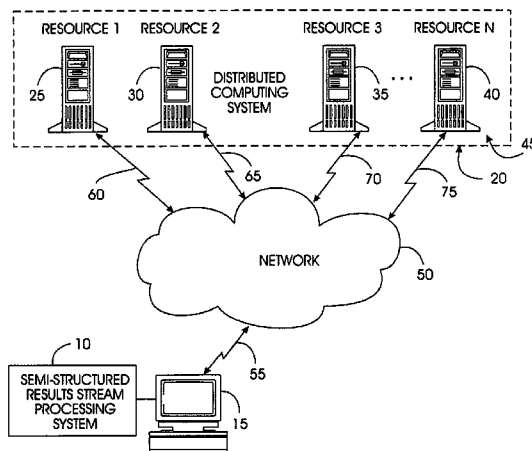 RESOURCE 1 RESOURCE 2 RESOURCE 3 RESOURCE N
25 30 35 ... 40
DISTRIBUTED
COMPUTING
SYSTEM
45
20
60 65 70 75
NETWORK
50
10
55
SEMI-STRUCTURED
RESULTS STREAM
PROCESSING
SYSTEM
15